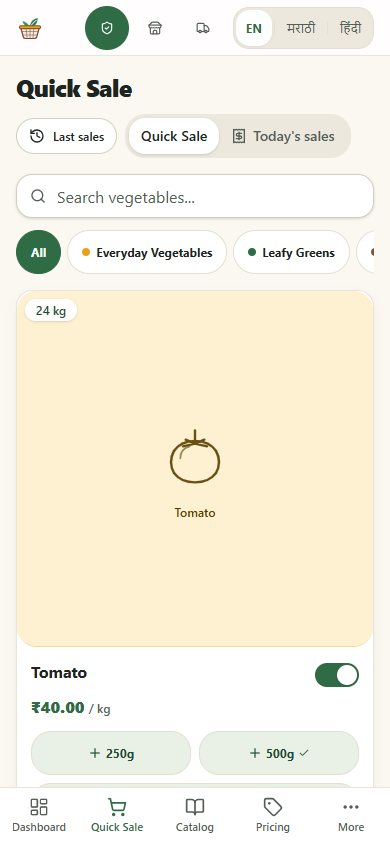 EN मराठी हिंदी
Quick Sale
Last sales Quick Sale Today's sales
Search vegetables...
All Everyday Vegetables Leafy Greens
24 kg
Tomato
Tomato
₹40.00 / kg
+ 250g + 500g ✓
Dashboard Quick Sale Catalog Pricing More